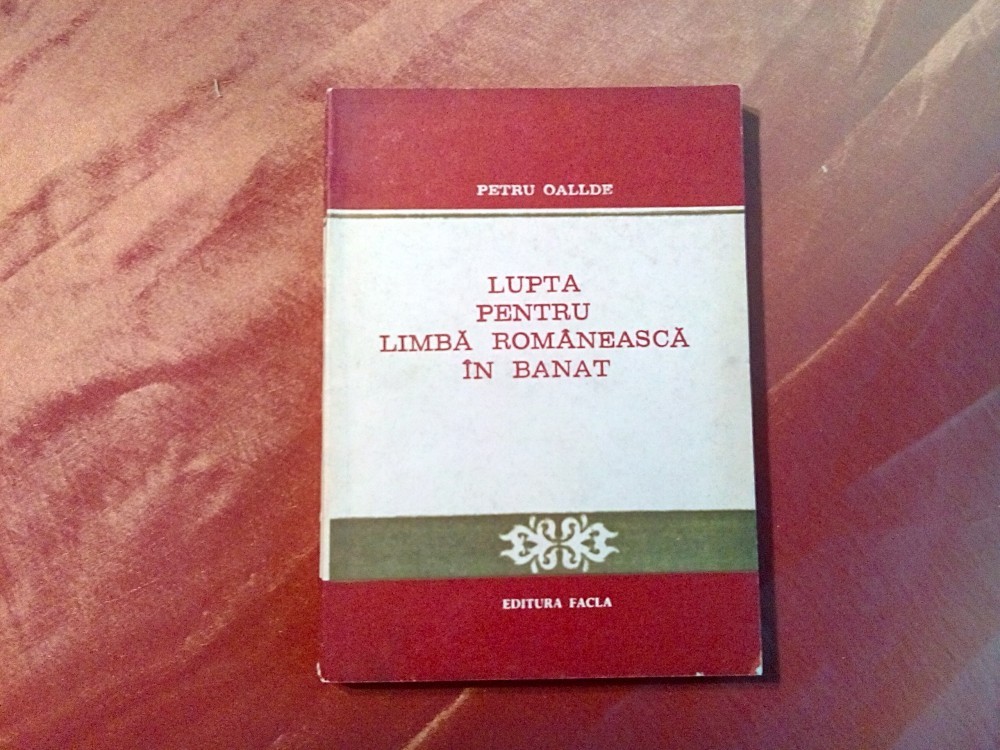 PETRU OALLDE
LUPTA
PENTRU
LIMBĂ ROMÂNEASCĂ
ÎN BANAT
EDITURA FACLA